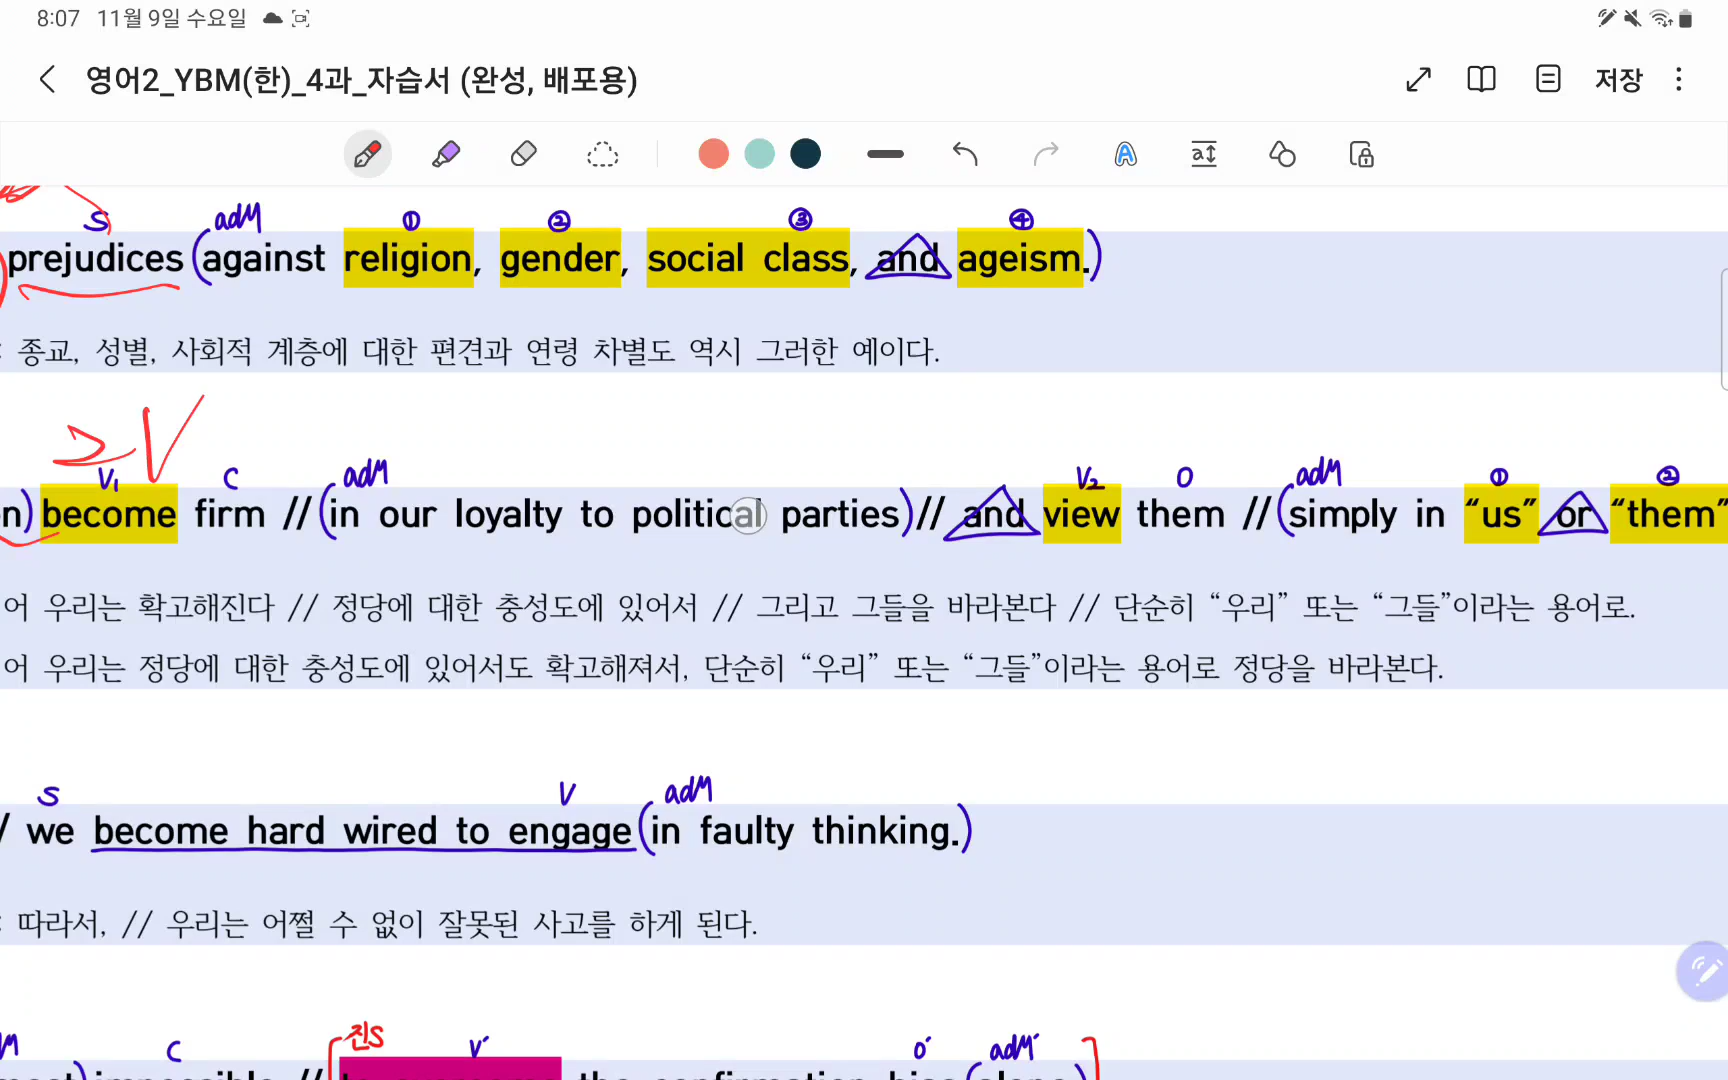 8:07 11월 9일 수요일
영어2_YBM(한)_4과_자습서 (완성, 배포용) 저장
S adM ① ② ③ ④
prejudices (against religion, gender, social class, and ageism.)
: 종교, 성별, 사회적 계층에 대한 편견과 연령 차별도 역시 그러한 예이다.
V₁ C adM V₂ O adM ① ②
n) become firm // (in our loyalty to political parties) // and view them // (simply in “us” or “them”
어 우리는 확고해진다 // 정당에 대한 충성도에 있어서 // 그리고 그들을 바라본다 // 단순히 “우리” 또는 “그들”이라는 용어로.
어 우리는 정당에 대한 충성도에 있어서도 확고해져서, 단순히 “우리” 또는 “그들”이라는 용어로 정당을 바라본다.
S V adM
/ we become hard wired to engage (in faulty thinking.)
: 따라서, // 우리는 어쩔 수 없이 잘못된 사고를 하게 된다.
진S
M C V' O' adM'
impossible // the confirmation bias (alone.)